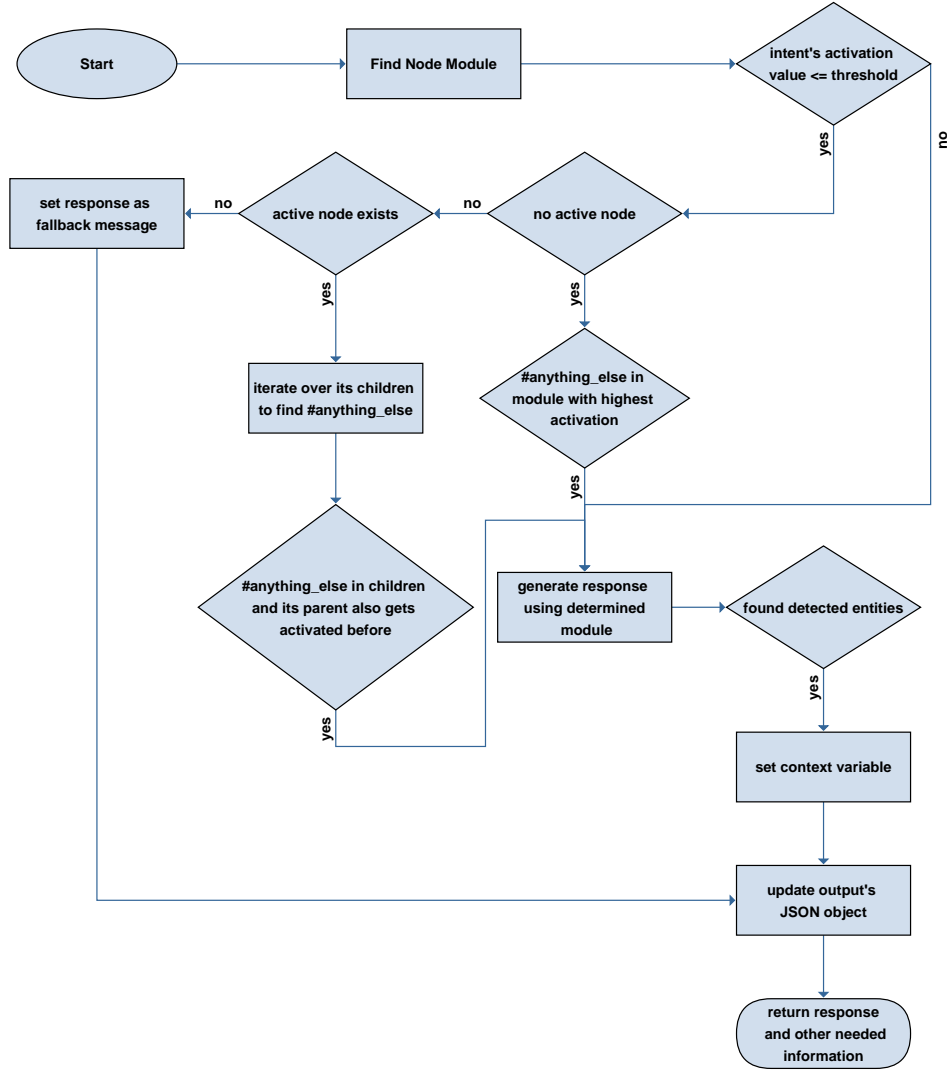 Start
Find Node Module
intent's activation
value <= threshold
no
yes
set response as
fallback message
no
active node exists
no
no active node
yes
yes
iterate over its children
to find #anything_else
#anything_else in
module with highest
activation
yes
#anything_else in children
and its parent also gets
activated before
yes
generate response
using determined
module
found detected entities
yes
set context variable
update output's
JSON object
return response
and other needed
information